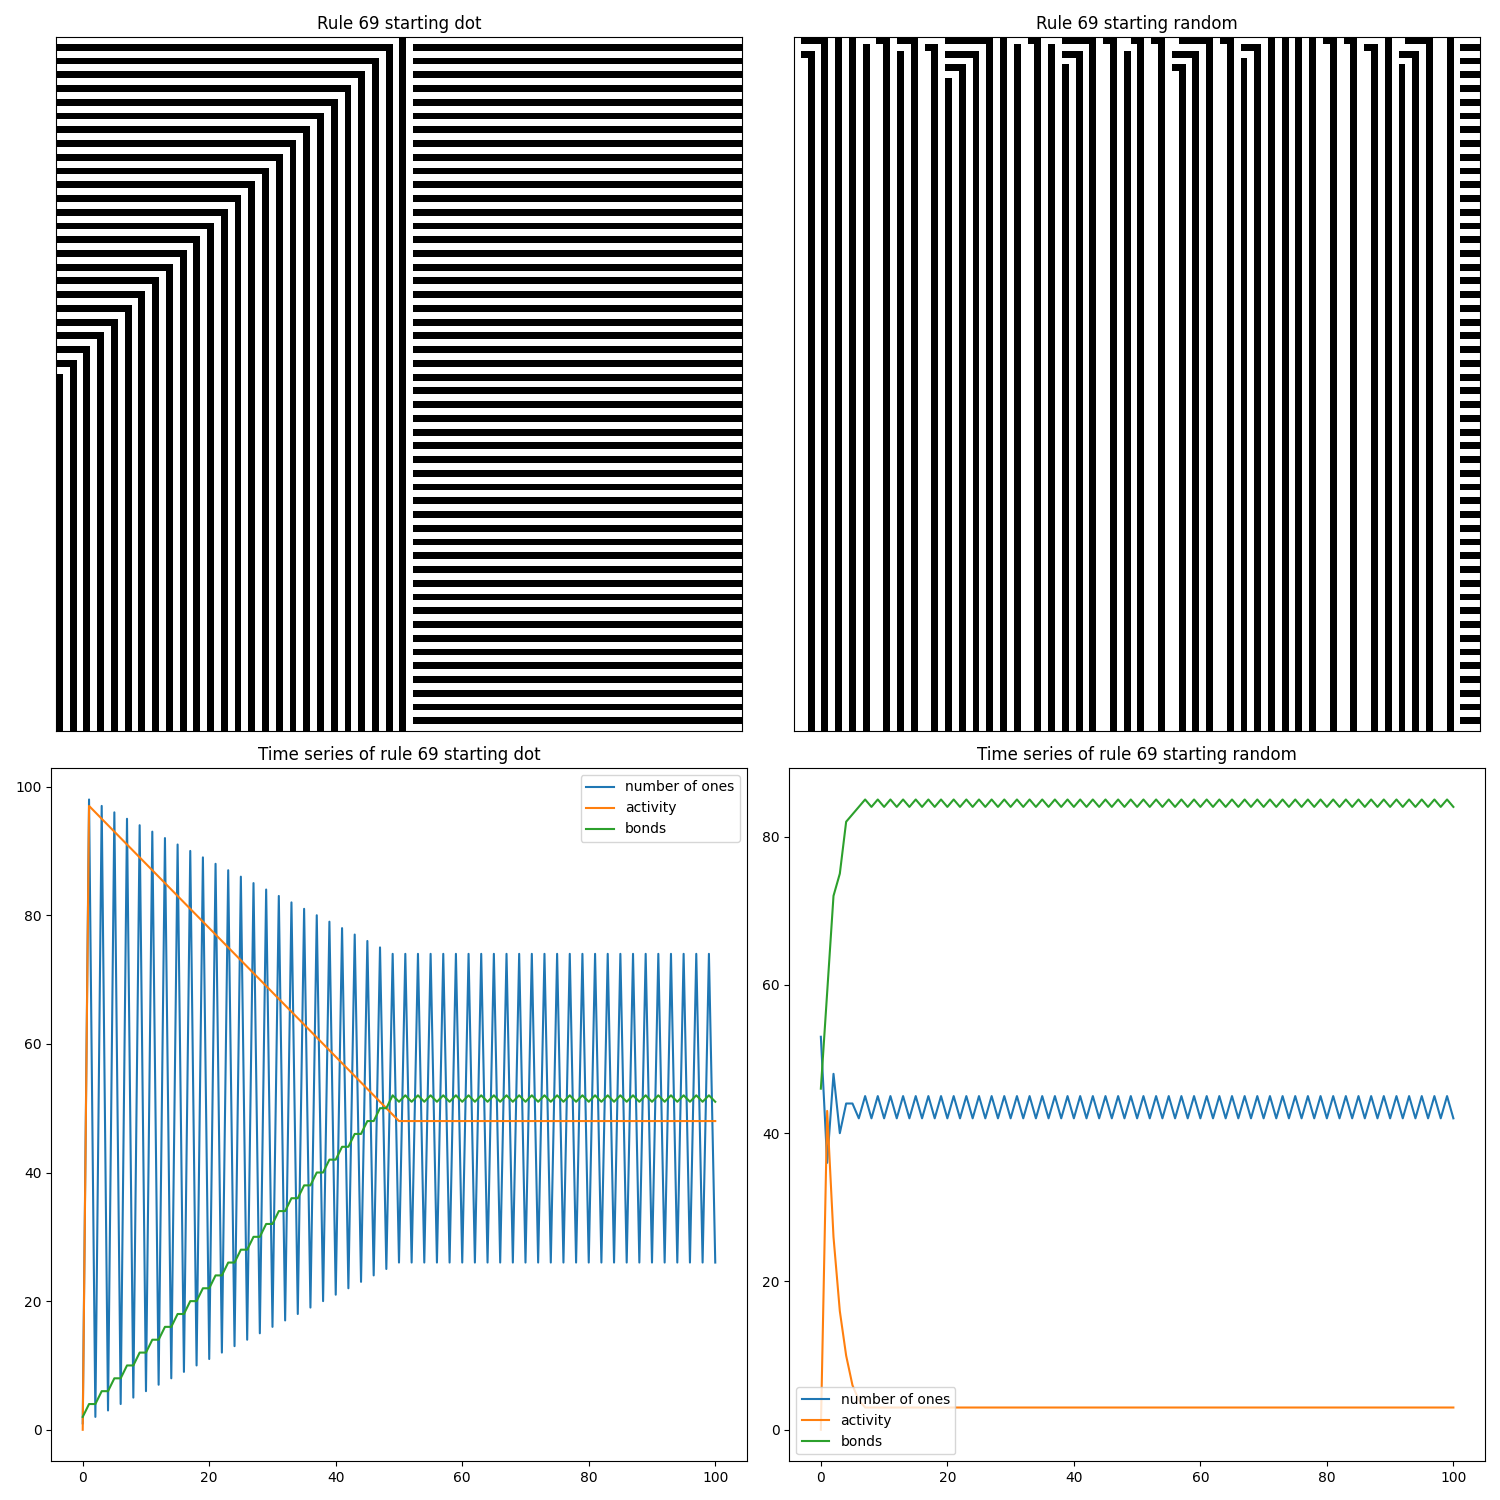 Rule 69 starting dot
Rule 69 starting random
Time series of rule 69 starting dot
100
80
60
40
20
0
0 20 40 60 80 100
number of ones
activity
bonds
Time series of rule 69 starting random
80
60
40
20
0
0 20 40 60 80 100
number of ones
activity
bonds